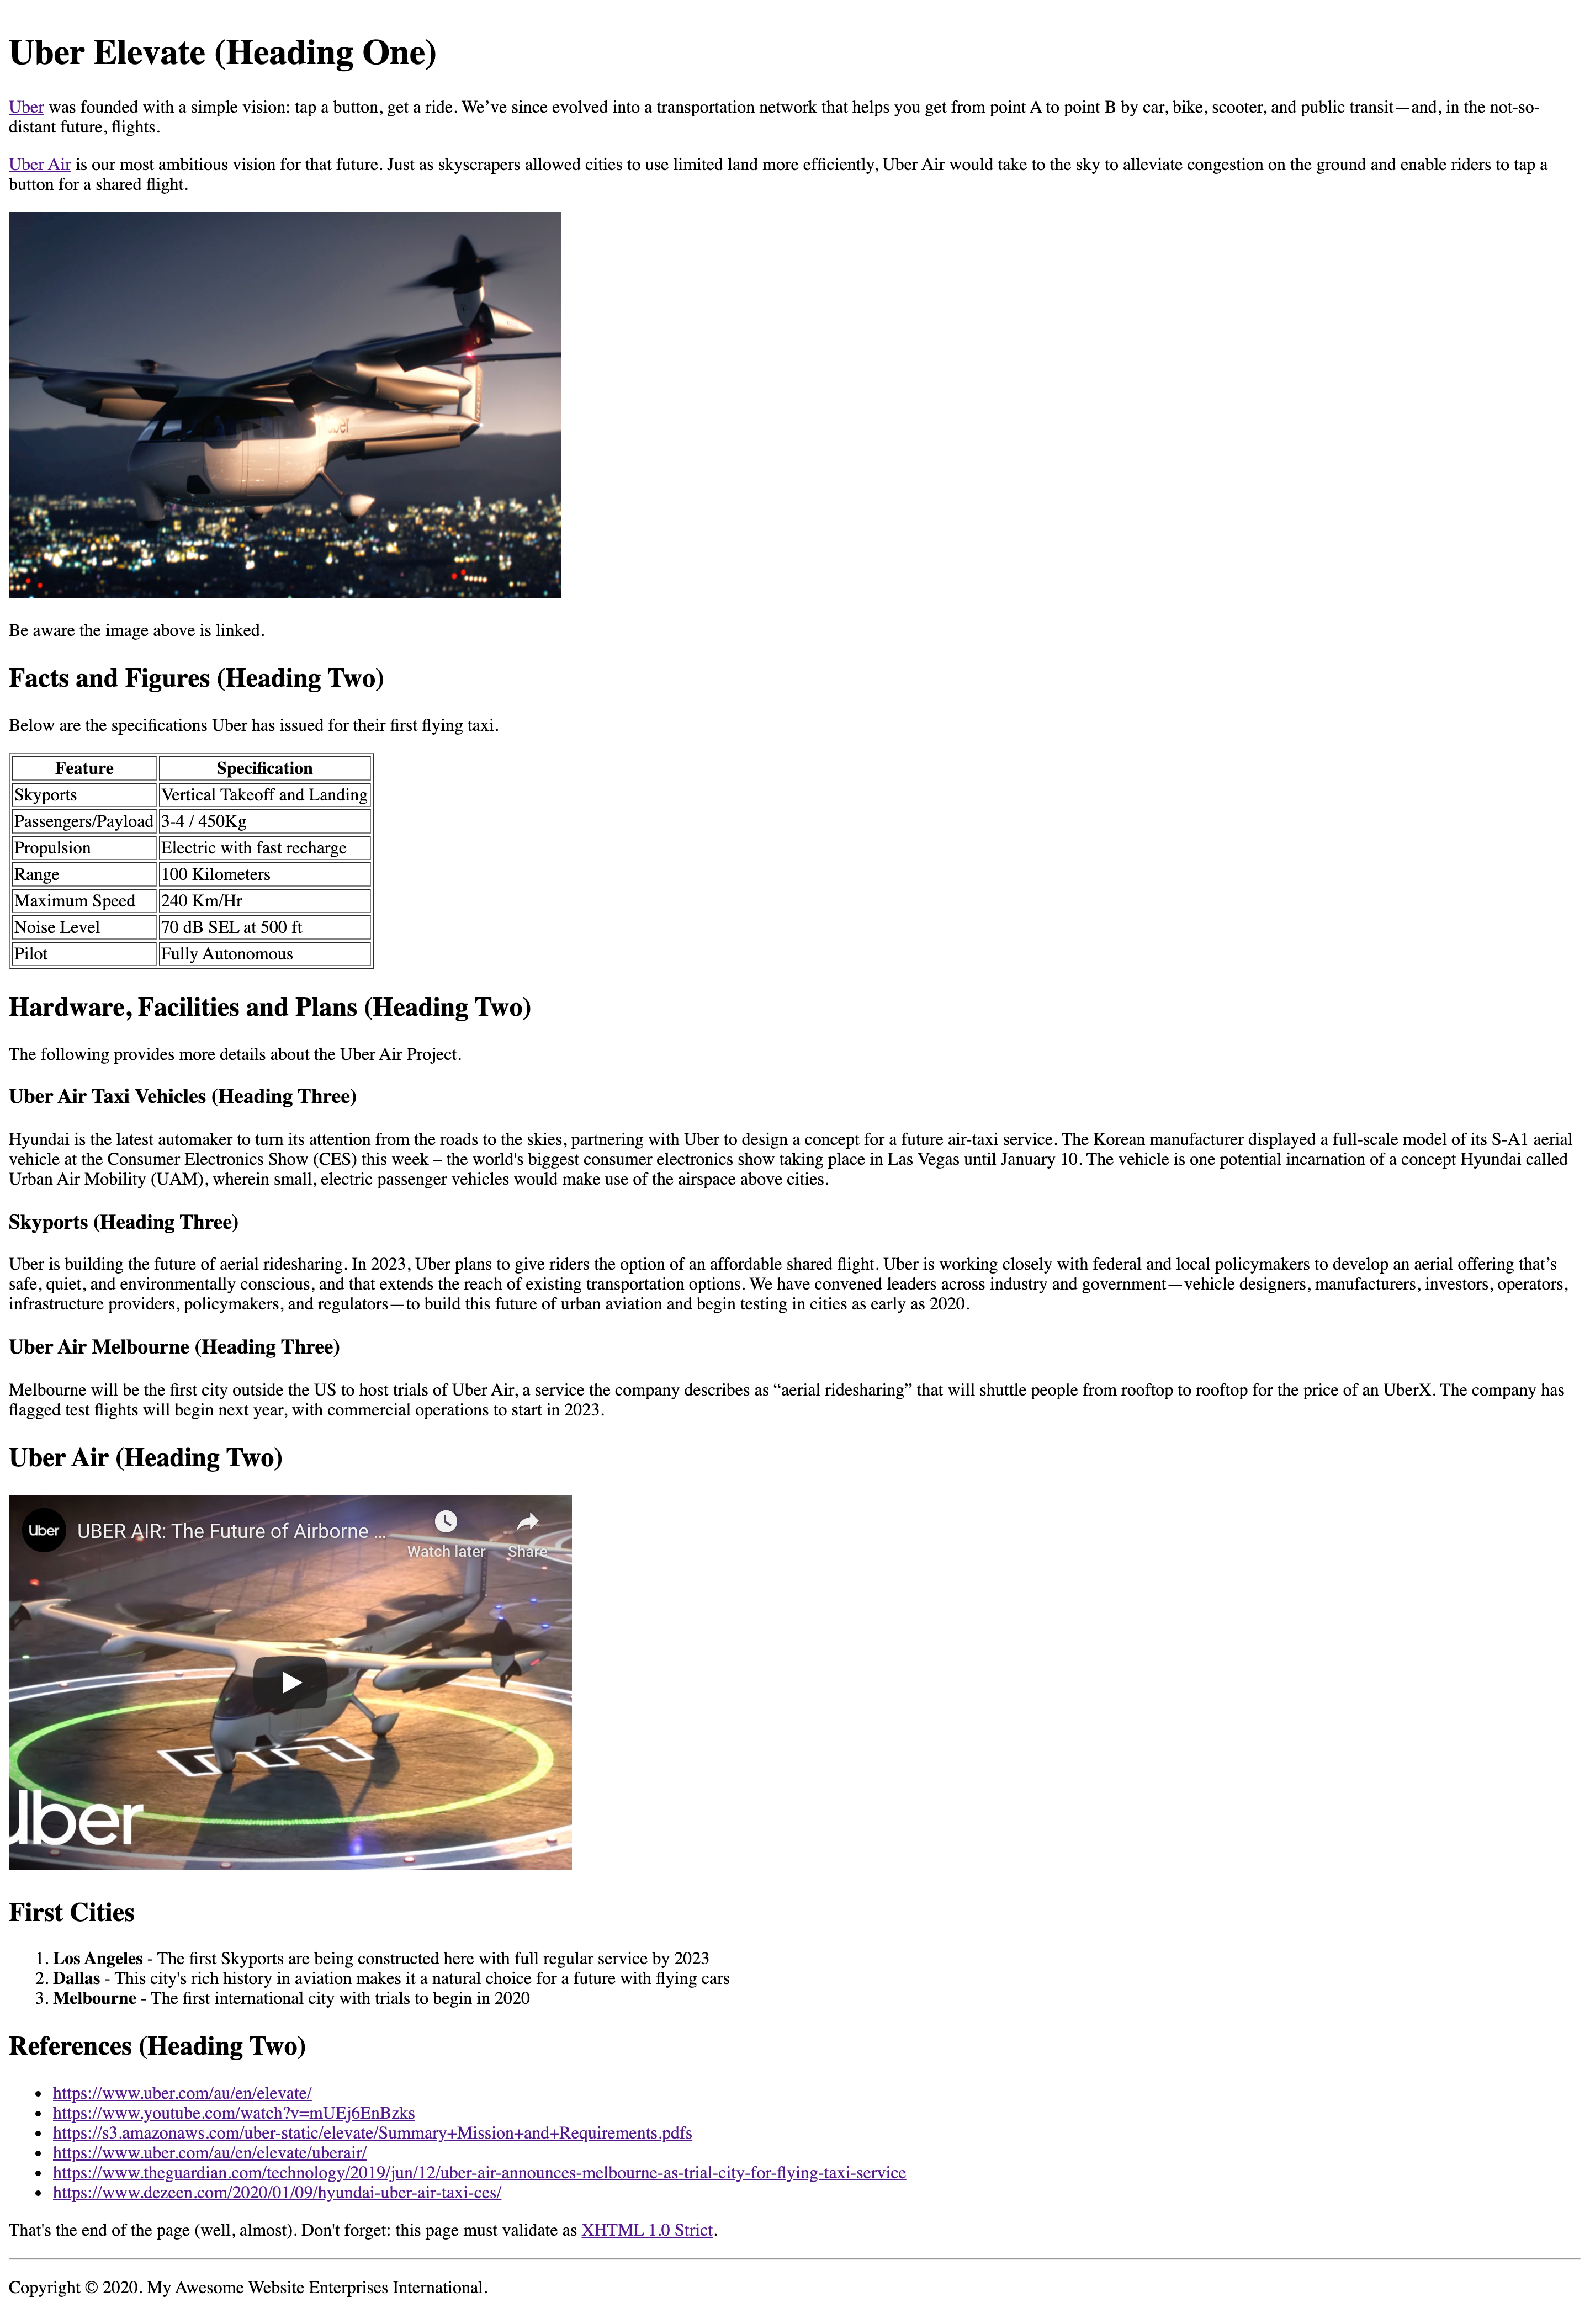 Uber Elevate (Heading One)
Uber was founded with a simple vision: tap a button, get a ride. We’ve since evolved into a transportation network that helps you get from point A to point B by car, bike, scooter, and public transit—and, in the not-so-
distant future, flights.
Uber Air is our most ambitious vision for that future. Just as skyscrapers allowed cities to use limited land more efficiently, Uber Air would take to the sky to alleviate congestion on the ground and enable riders to tap a
button for a shared flight.
Uber
Be aware the image above is linked.
Facts and Figures (Heading Two)
Below are the specifications Uber has issued for their first flying taxi.
Feature Specification
Skyports Vertical Takeoff and Landing
Passengers/Payload 3-4 / 450Kg
Propulsion Electric with fast recharge
Range 100 Kilometers
Maximum Speed 240 Km/Hr
Noise Level 70 dB SEL at 500 ft
Pilot Fully Autonomous
Hardware, Facilities and Plans (Heading Two)
The following provides more details about the Uber Air Project.
Uber Air Taxi Vehicles (Heading Three)
Hyundai is the latest automaker to turn its attention from the roads to the skies, partnering with Uber to design a concept for a future air-taxi service. The Korean manufacturer displayed a full-scale model of its S-A1 aerial
vehicle at the Consumer Electronics Show (CES) this week – the world's biggest consumer electronics show taking place in Las Vegas until January 10. The vehicle is one potential incarnation of a concept Hyundai called
Urban Air Mobility (UAM), wherein small, electric passenger vehicles would make use of the airspace above cities.
Skyports (Heading Three)
Uber is building the future of aerial ridesharing. In 2023, Uber plans to give riders the option of an affordable shared flight. Uber is working closely with federal and local policymakers to develop an aerial offering that’s
safe, quiet, and environmentally conscious, and that extends the reach of existing transportation options. We have convened leaders across industry and government—vehicle designers, manufacturers, investors, operators,
infrastructure providers, policymakers, and regulators—to build this future of urban aviation and begin testing in cities as early as 2020.
Uber Air Melbourne (Heading Three)
Melbourne will be the first city outside the US to host trials of Uber Air, a service the company describes as “aerial ridesharing” that will shuttle people from rooftop to rooftop for the price of an UberX. The company has
flagged test flights will begin next year, with commercial operations to start in 2023.
Uber Air (Heading Two)
Uber UBER AIR: The Future of Airborne ...
Watch later Share
Uber
First Cities
1. Los Angeles - The first Skyports are being constructed here with full regular service by 2023
2. Dallas - This city's rich history in aviation makes it a natural choice for a future with flying cars
3. Melbourne - The first international city with trials to begin in 2020
References (Heading Two)
• https://www.uber.com/au/en/elevate/
• https://www.youtube.com/watch?v=mUEj6EnBzks
• https://s3.amazonaws.com/uber-static/elevate/Summary+Mission+and+Requirements.pdfs
• https://www.uber.com/au/en/elevate/uberair/
• https://www.theguardian.com/technology/2019/jun/12/uber-air-announces-melbourne-as-trial-city-for-flying-taxi-service
• https://www.dezeen.com/2020/01/09/hyundai-uber-air-taxi-ces/
That's the end of the page (well, almost). Don't forget: this page must validate as XHTML 1.0 Strict.
Copyright © 2020. My Awesome Website Enterprises International.